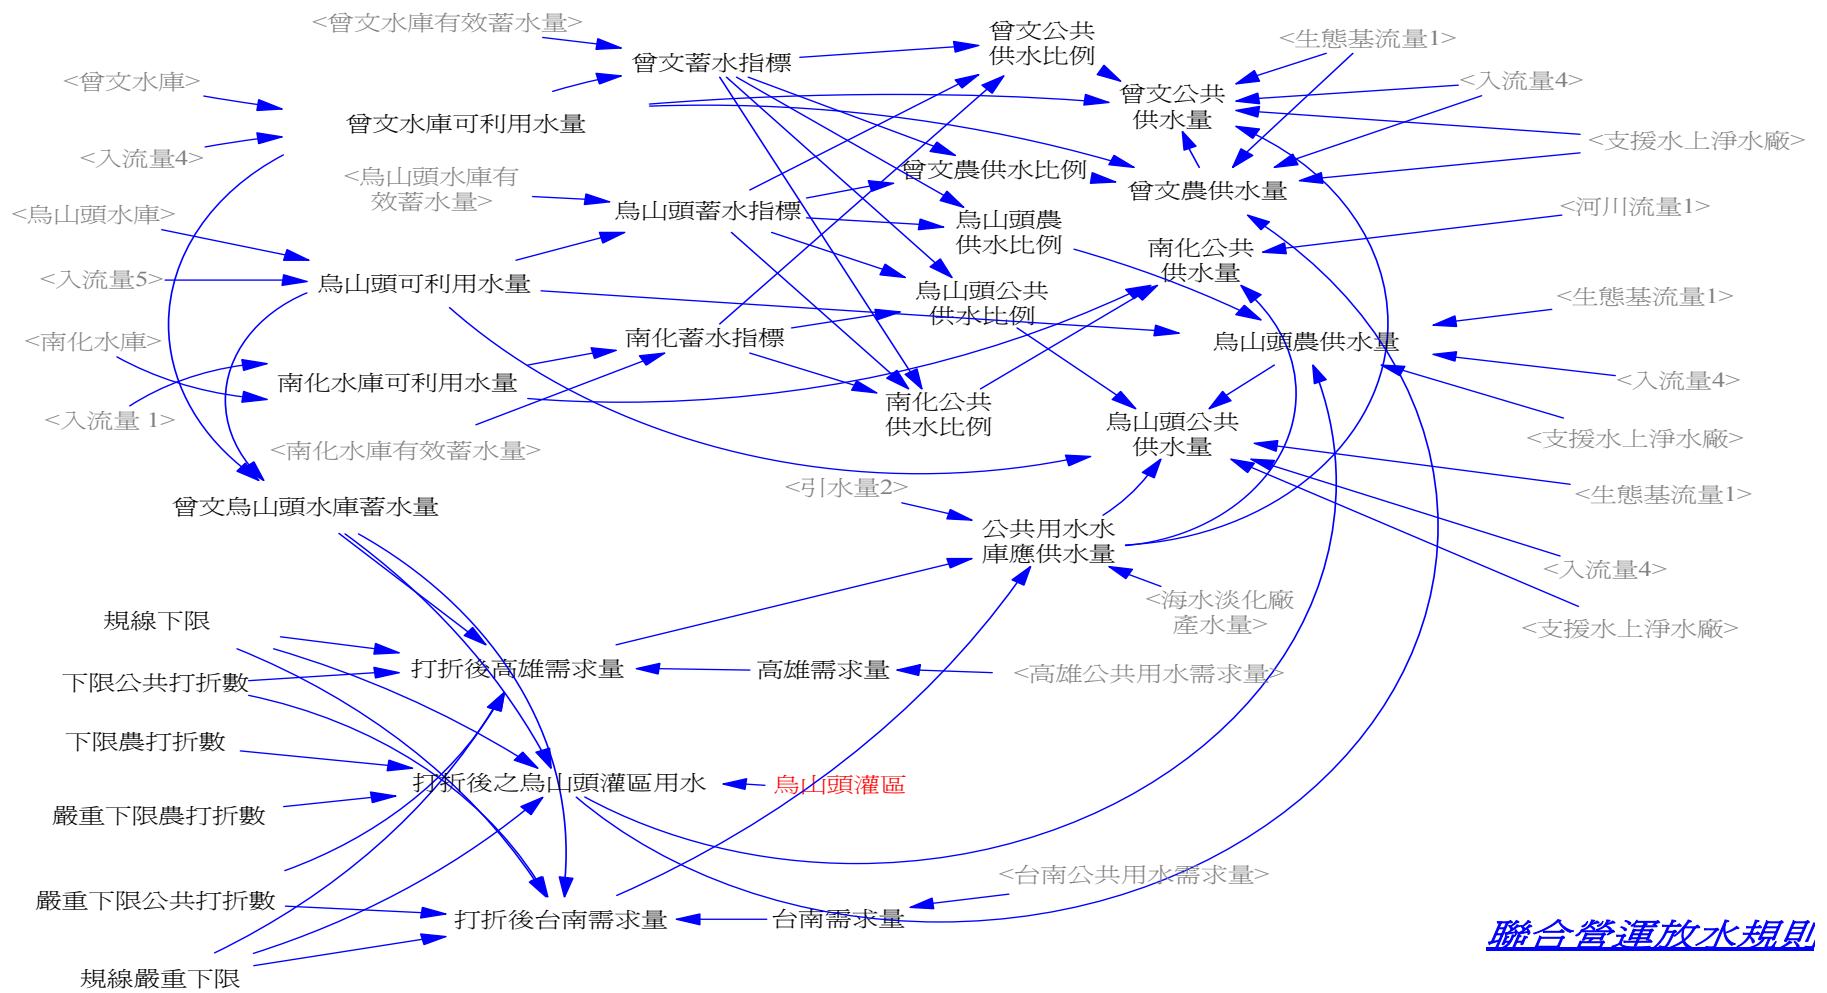 <曾文水庫有效蓄水量>
曾文公共
供水比例
<生態基流量1>
曾文蓄水指標
<曾文水庫>
<入流量4>
曾文公共
供水量
曾文水庫可利用水量
<支援水上淨水廠>
<入流量4>
<烏山頭水庫有
效蓄水量>
曾文農供水比例
曾文農供水量
<烏山頭水庫>
烏山頭蓄水指標
烏山頭農
供水比例
<河川流量1>
南化公共
供水量
<入流量5>
烏山頭可利用水量
烏山頭公共
供水比例
<生態基流量1>
<南化水庫>
南化蓄水指標
烏山頭農供水量
南化水庫可利用水量
<入流量4>
<入流量 1>
南化公共
供水比例
烏山頭公共
供水量
<支援水上淨水廠>
<南化水庫有效蓄水量>
<引水量2>
<生態基流量1>
曾文烏山頭水庫蓄水量
公共用水水
庫應供水量
<入流量4>
<海水淡化廠
產水量>
規線下限
<支援水上淨水廠>
打折後高雄需求量
高雄需求量
<高雄公共用水需求量>
下限公共打折數
下限農打折數
打折後之烏山頭灌區用水
烏山頭灌區
嚴重下限農打折數
<台南公共用水需求量>
嚴重下限公共打折數
打折後台南需求量
台南需求量
聯合營運放水規則
規線嚴重下限